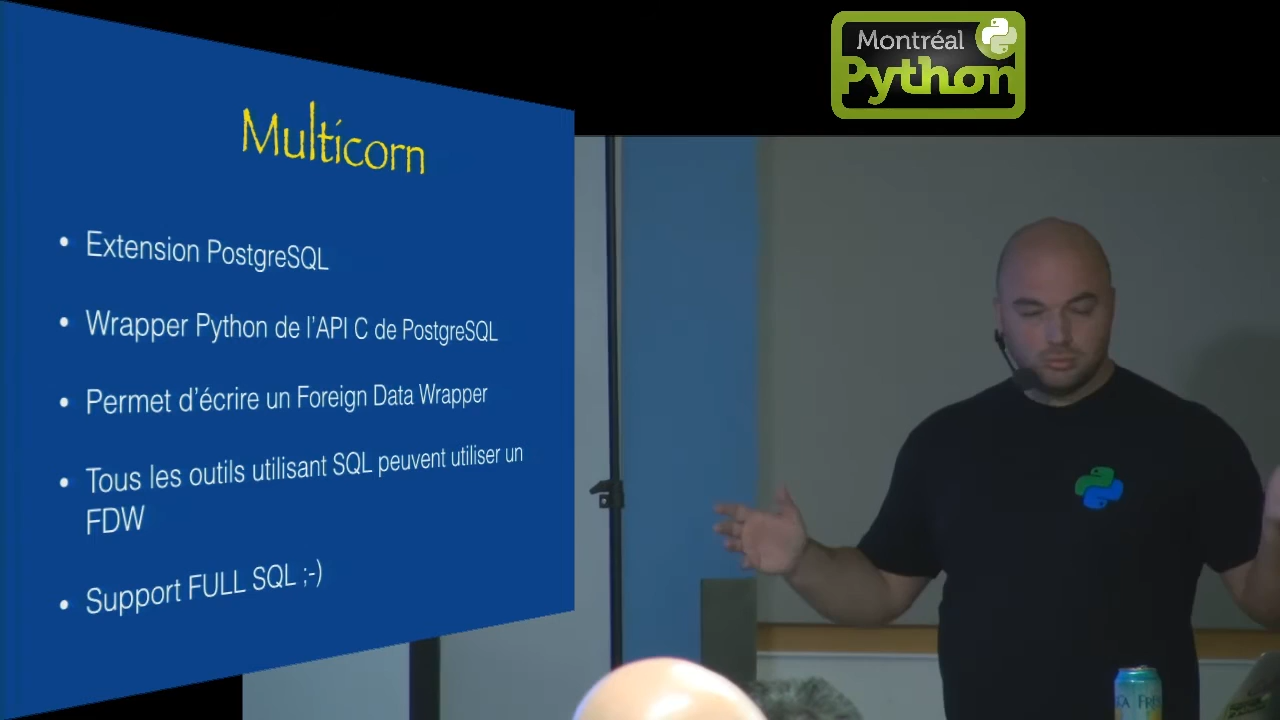 Montréal
Python
Multicorn
• Extension PostgreSQL
• Wrapper Python de l'API C de PostgreSQL
• Permet d'écrire un Foreign Data Wrapper
• Tous les outils utilisant SQL peuvent utiliser un
FDW
• Support FULL SQL ;-)